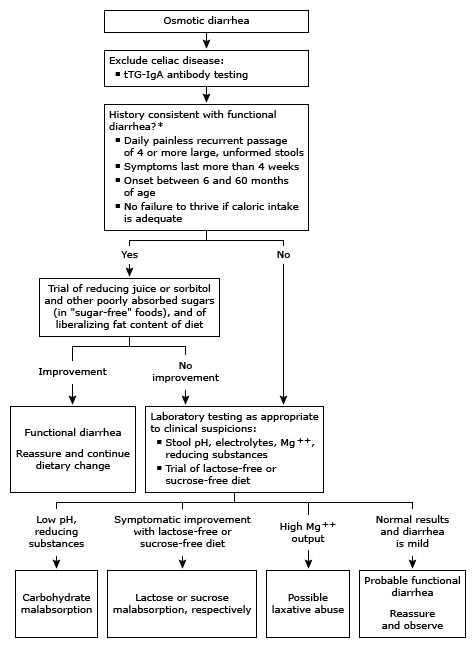 Osmotic diarrhea
Exclude celiac disease:
▪ tTG-IgA antibody testing
History consistent with functional
diarrhea?*
▪ Daily painless recurrent passage
of 4 or more large, unformed stools
▪ Symptoms last more than 4 weeks
▪ Onset between 6 and 60 months
of age
▪ No failure to thrive if caloric intake
is adequate
Yes
No
Trial of reducing juice or sorbitol
and other poorly absorbed sugars
(in "sugar-free" foods), and of
liberalizing fat content of diet
Improvement
No
improvement
Functional diarrhea
Reassure and continue
dietary change
Laboratory testing as appropriate
to clinical suspicions:
▪ Stool pH, electrolytes, Mg++,
reducing substances
▪ Trial of lactose-free or
sucrose-free diet
Low pH,
reducing
substances
Symptomatic improvement
with lactose-free or
sucrose-free diet
High Mg++
output
Normal results
and diarrhea
is mild
Carbohydrate
malabsorption
Lactose or sucrose
malabsorption, respectively
Possible
laxative abuse
Probable functional
diarrhea
Reassure
and observe